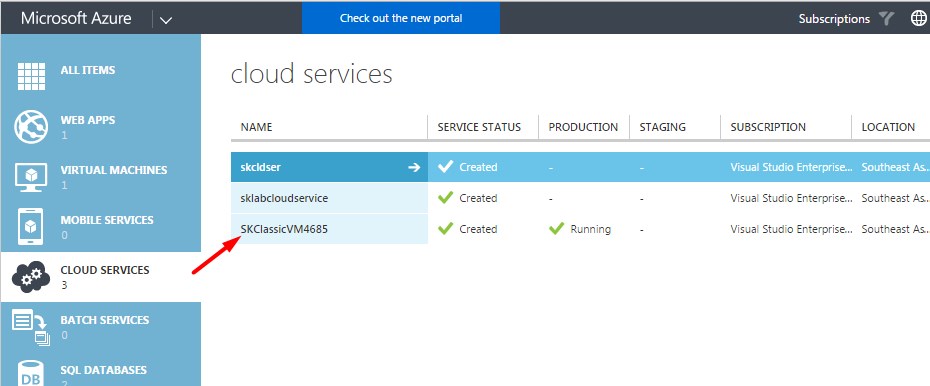 Microsoft Azure
Check out the new portal
Subscriptions
ALL ITEMS
WEB APPS
1
VIRTUAL MACHINES
1
MOBILE SERVICES
0
CLOUD SERVICES
3
BATCH SERVICES
0
SQL DATABASES
2
DB
cloud services
NAME SERVICE STATUS PRODUCTION STAGING SUBSCRIPTION LOCATION
skcldser Created - - Visual Studio Enterprise... Southeast As...
sklabcloudservice Created - - Visual Studio Enterprise... Southeast As...
SKClassicVM4685 Created Running - Visual Studio Enterprise... Southeast As...